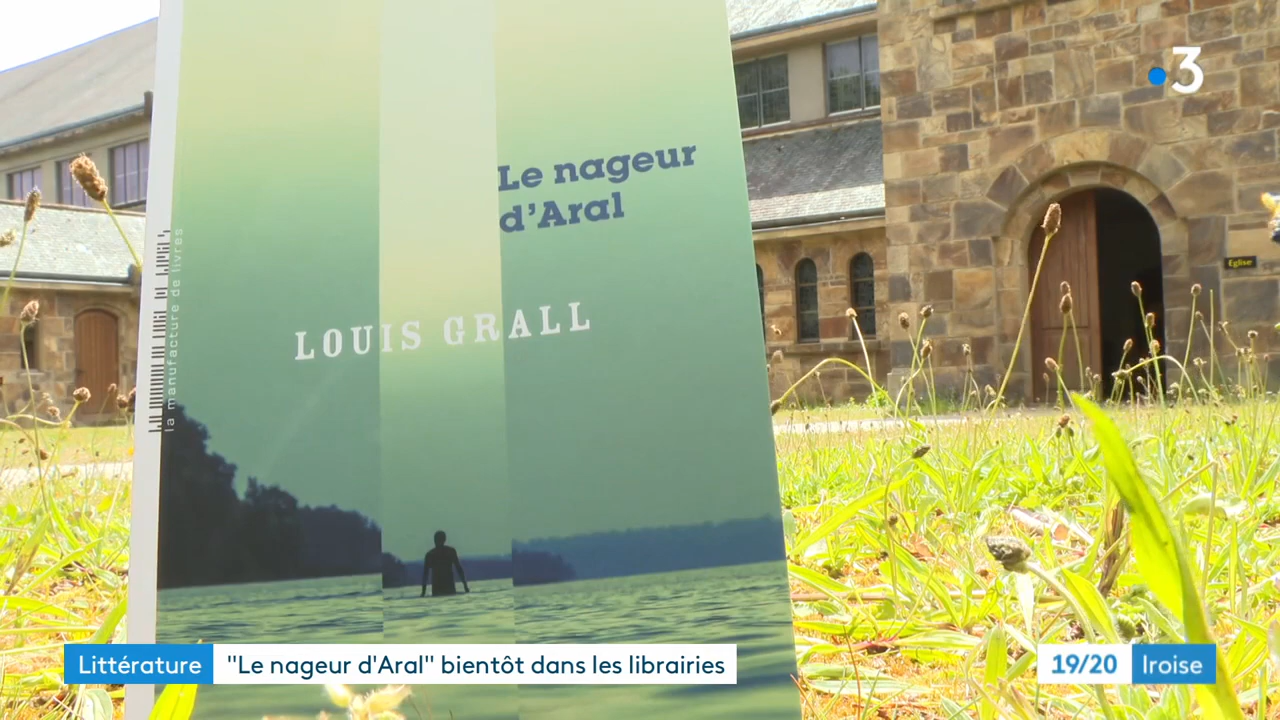 3
Le nageur
d'Aral
LOUIS GRALL
la manufacture de livres
Église
Littérature
"Le nageur d'Aral" bientôt dans les librairies
19/20 Iroise